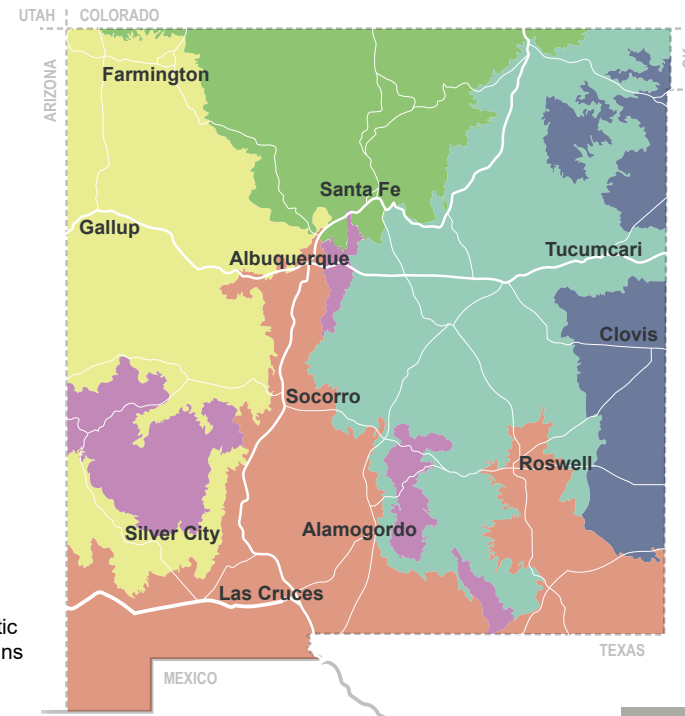 UTAH COLORADO
ARIZONA
Farmington
Santa Fe
Gallup
Albuquerque
Tucumcari
Clovis
Socorro
Roswell
Silver City
Alamogordo
Las Cruces
TEXAS
MEXICO